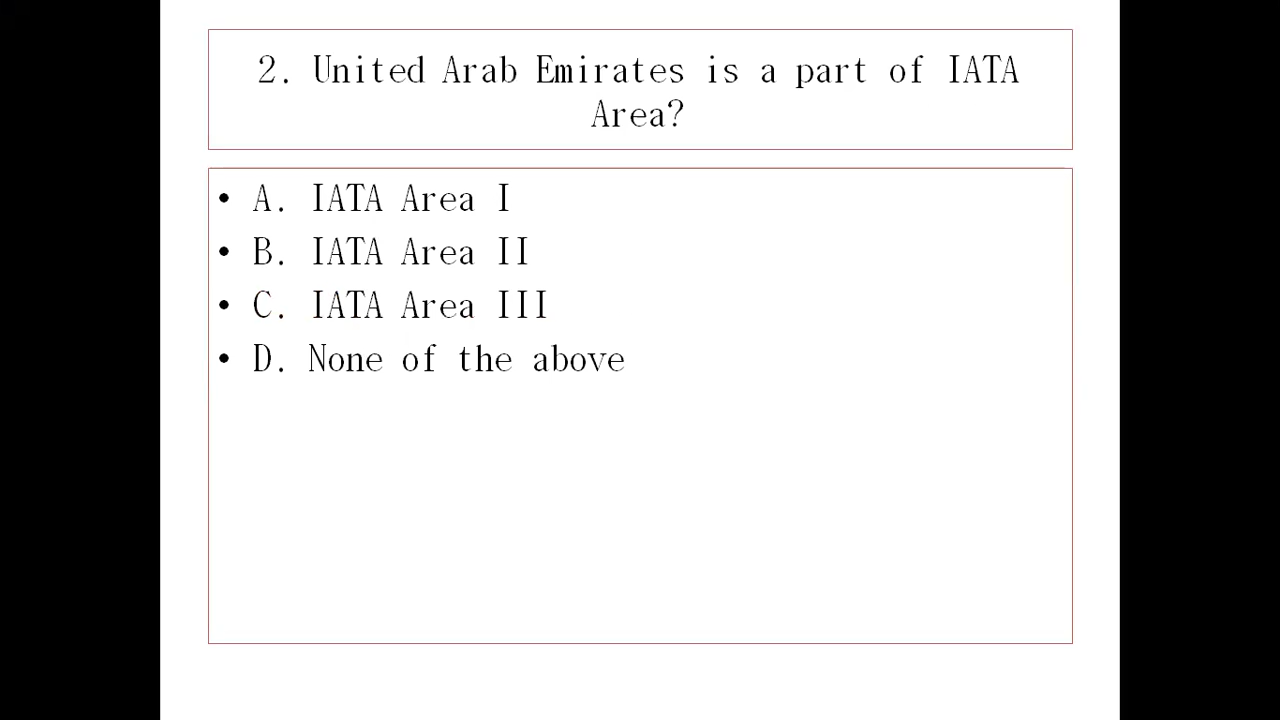 2. United Arab Emirates is a part of IATA
Area?
• A. IATA Area I
• B. IATA Area II
• C. IATA Area III
• D. None of the above